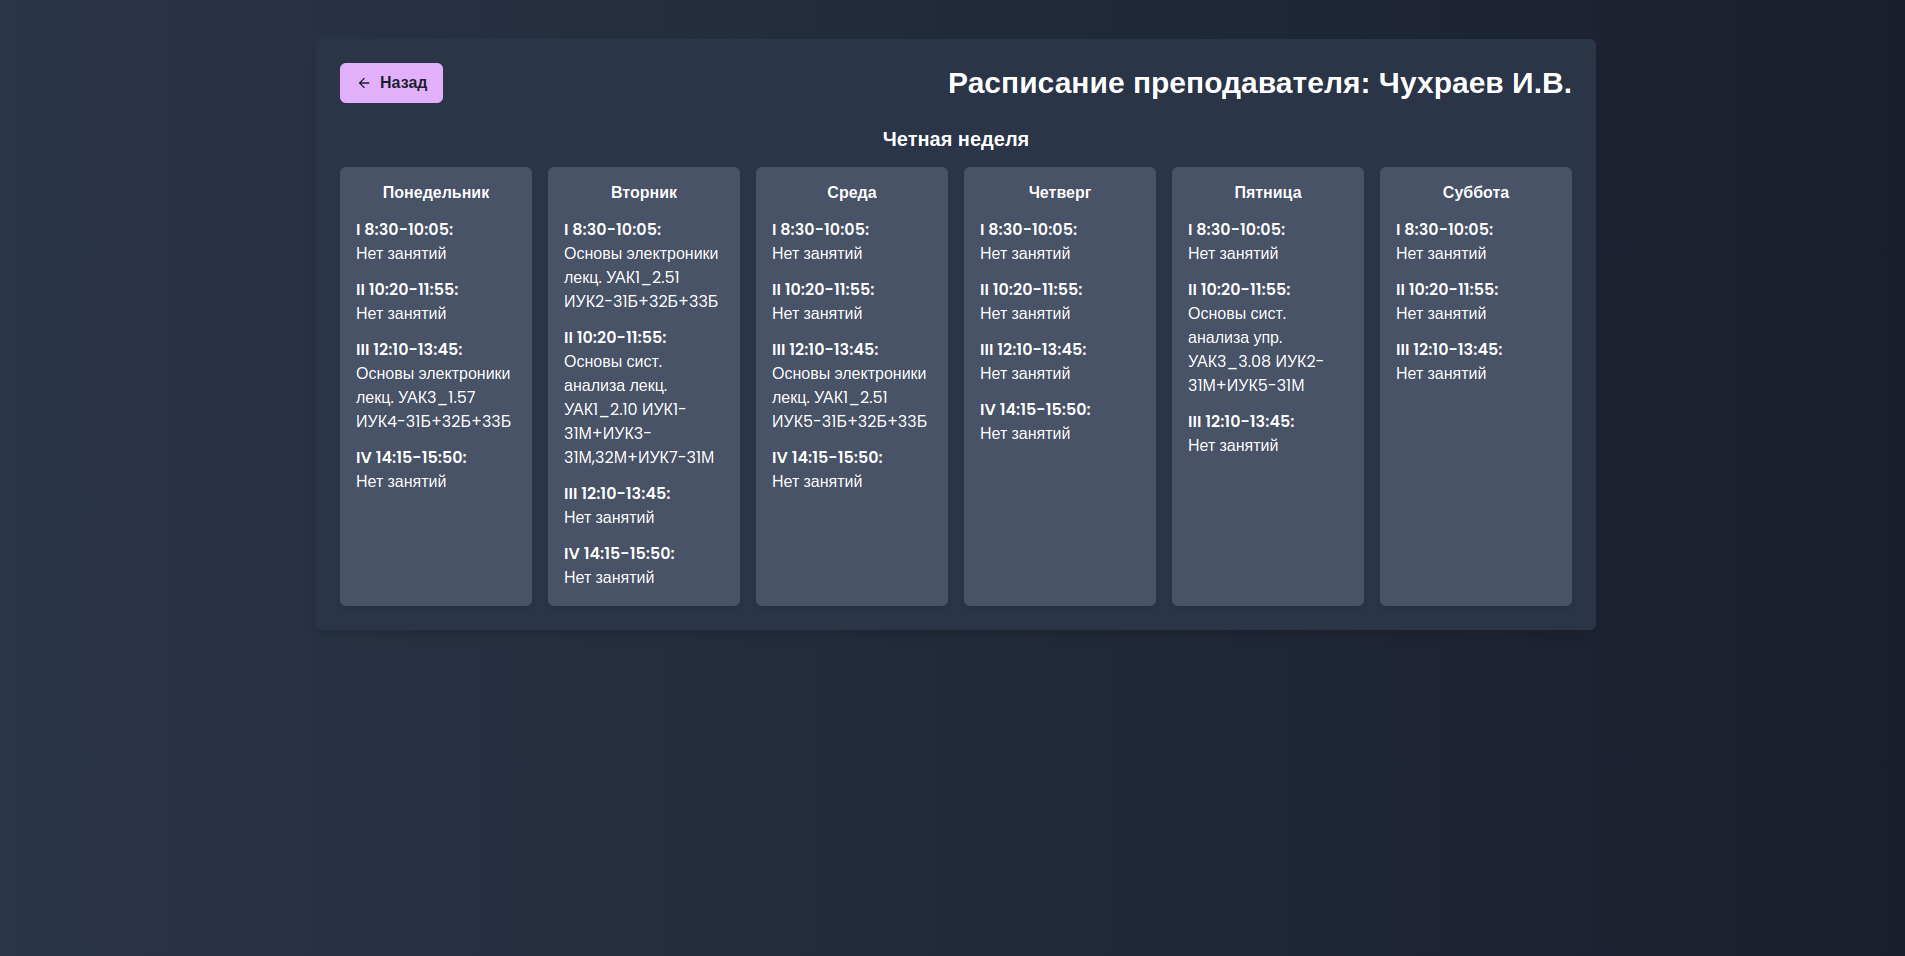 Назад
Расписание преподавателя: Чухраев И.В.
Четная неделя
Понедельник
I 8:30-10:05:
Нет занятий
II 10:20-11:55:
Нет занятий
III 12:10-13:45:
Основы электроники
лекц. УАК3_1.57
ИУК4-31Б+32Б+33Б
IV 14:15-15:50:
Нет занятий
Вторник
I 8:30-10:05:
Основы электроники
лекц. УАК1_2.51
ИУК2-31Б+32Б+33Б
II 10:20-11:55:
Основы сист.
анализа лекц.
УАК1_2.10 ИУК1-
31М+ИУК3-
31М,32М+ИУК7-31М
III 12:10-13:45:
Нет занятий
IV 14:15-15:50:
Нет занятий
Среда
I 8:30-10:05:
Нет занятий
II 10:20-11:55:
Нет занятий
III 12:10-13:45:
Основы электроники
лекц. УАК1_2.51
ИУК5-31Б+32Б+33Б
IV 14:15-15:50:
Нет занятий
Четверг
I 8:30-10:05:
Нет занятий
II 10:20-11:55:
Нет занятий
III 12:10-13:45:
Нет занятий
IV 14:15-15:50:
Нет занятий
Пятница
I 8:30-10:05:
Нет занятий
II 10:20-11:55:
Основы сист.
анализа упр.
УАК3_3.08 ИУК2-
31М+ИУК5-31М
III 12:10-13:45:
Нет занятий
Суббота
I 8:30-10:05:
Нет занятий
II 10:20-11:55:
Нет занятий
III 12:10-13:45:
Нет занятий